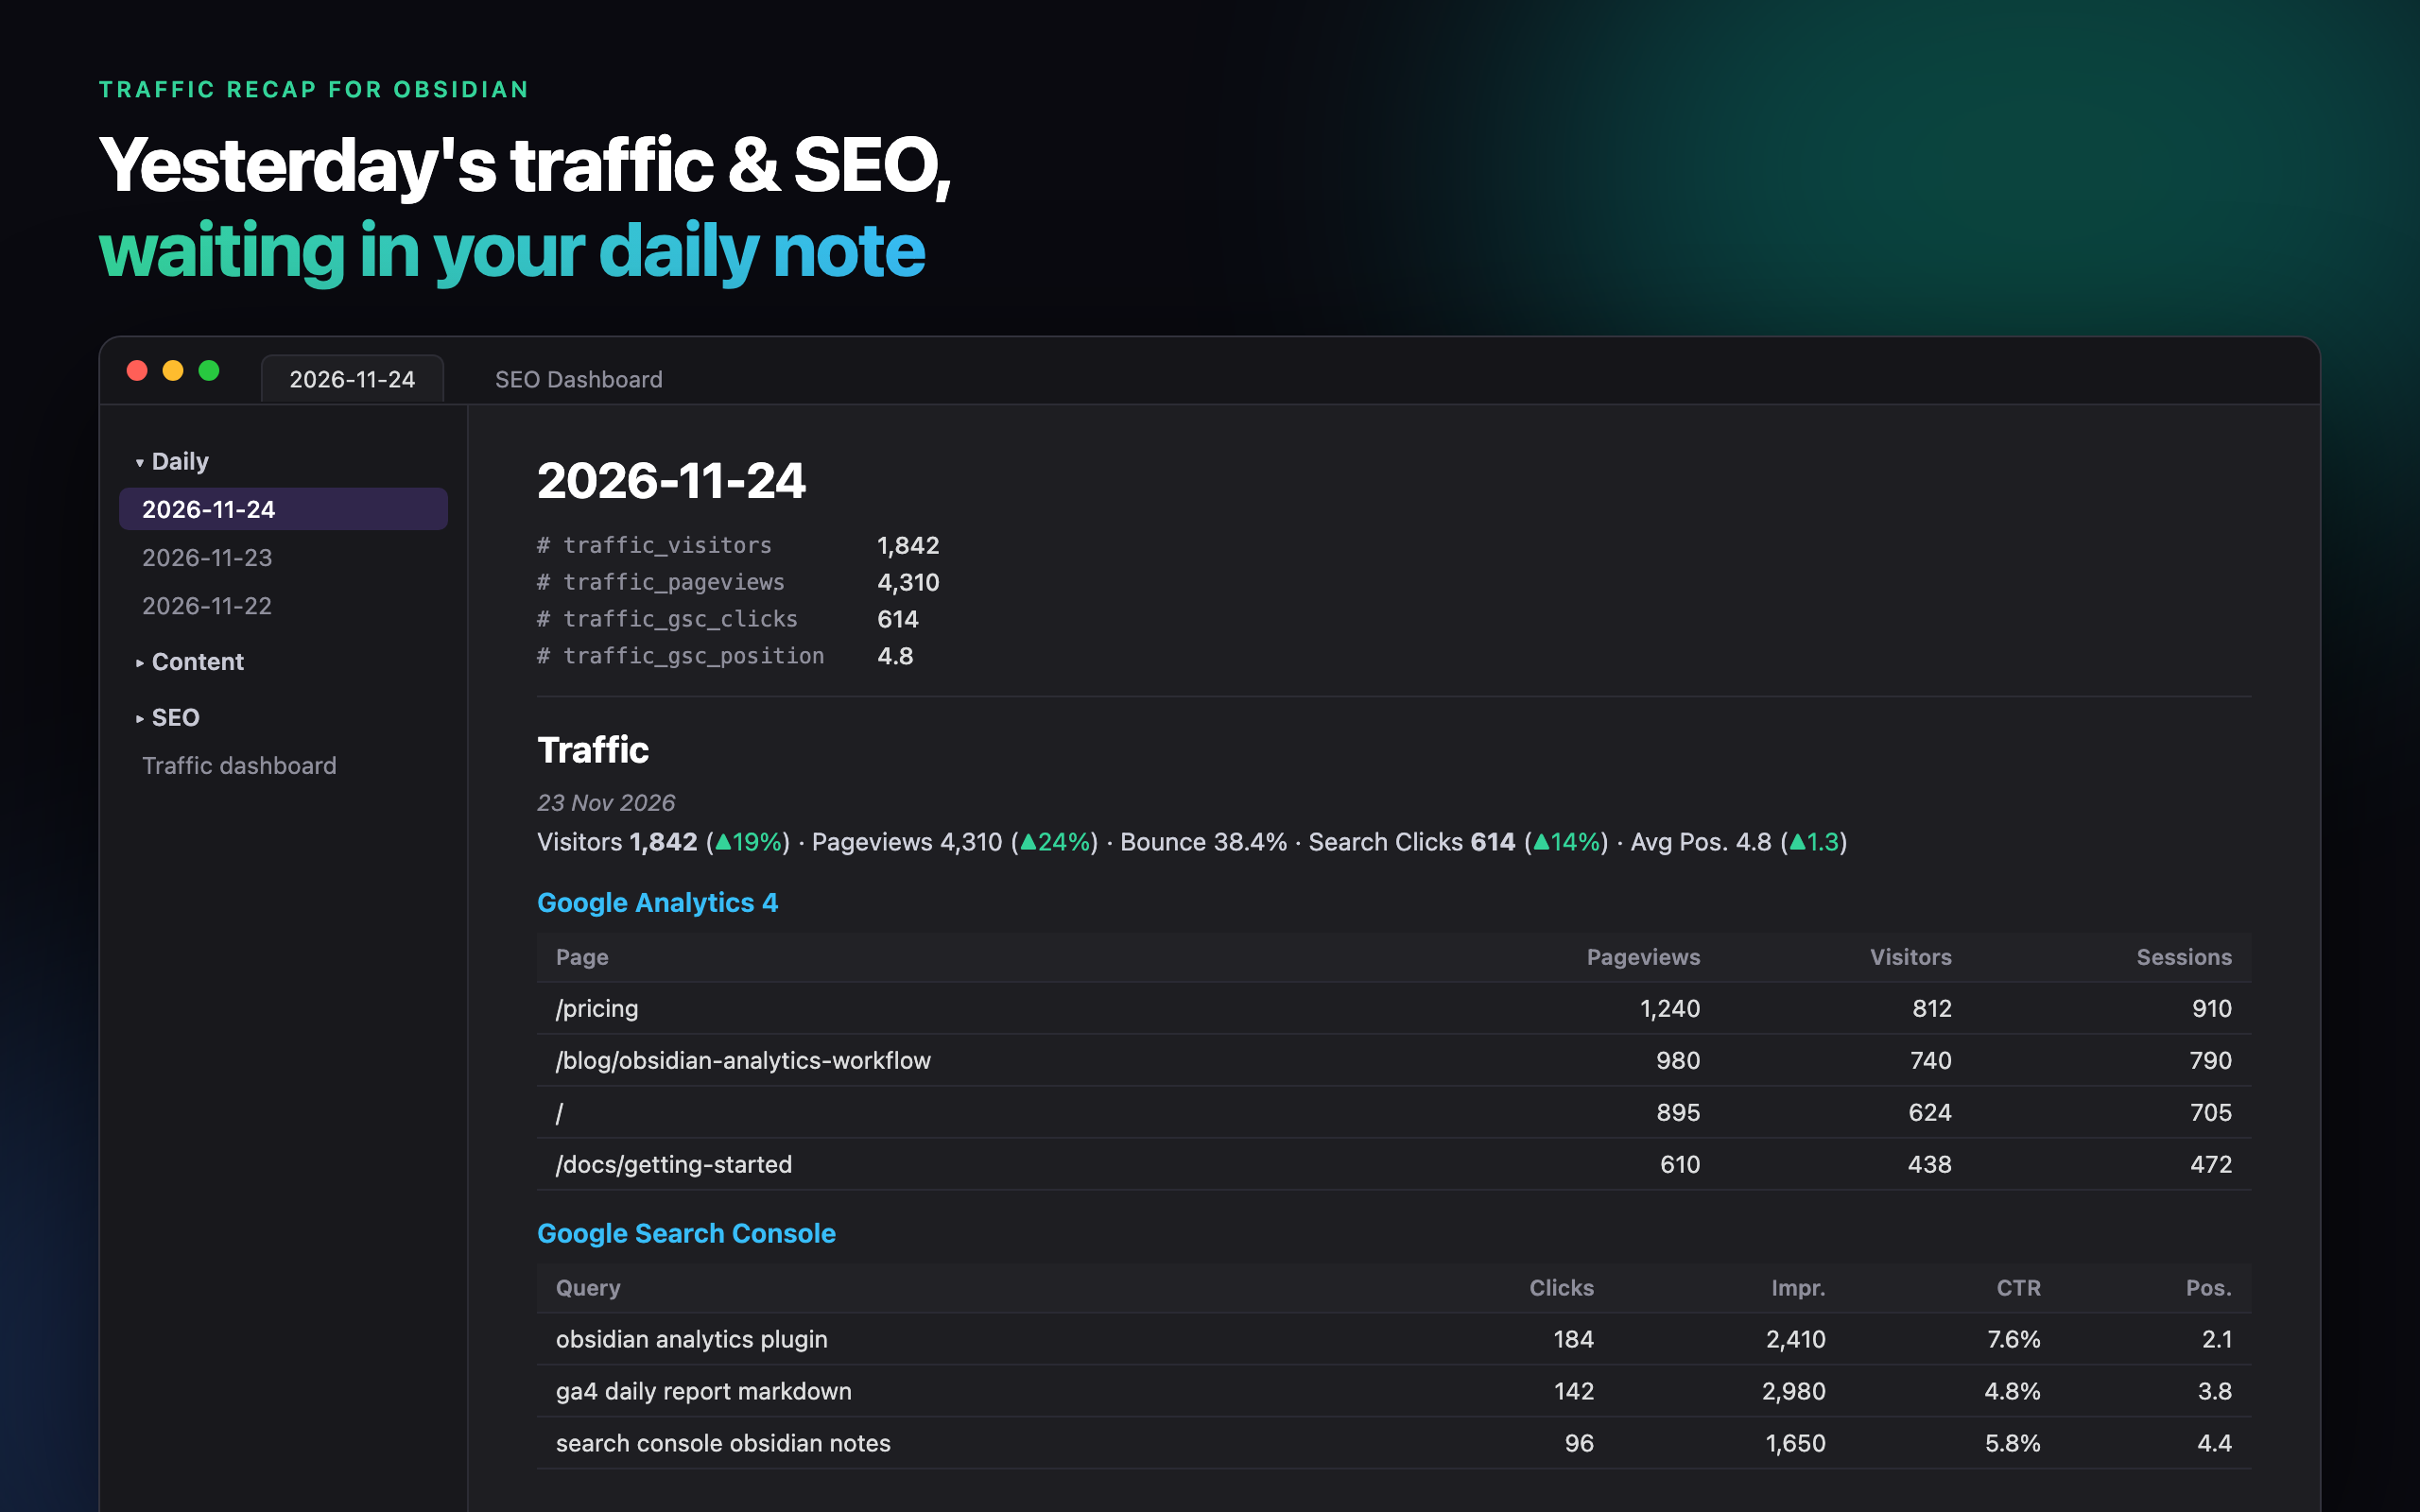 TRAFFIC RECAP FOR OBSIDIAN
Yesterday's traffic & SEO,
waiting in your daily note
2026-11-24
SEO Dashboard
▾ Daily
2026-11-24
2026-11-23
2026-11-22
▸ Content
▸ SEO
Traffic dashboard
2026-11-24
# traffic_visitors 1,842
# traffic_pageviews 4,310
# traffic_gsc_clicks 614
# traffic_gsc_position 4.8
Traffic
23 Nov 2026
Visitors 1,842 (▲19%) · Pageviews 4,310 (▲24%) · Bounce 38.4% · Search Clicks 614 (▲14%) · Avg Pos. 4.8 (▲1.3)
Google Analytics 4
Page Pageviews Visitors Sessions
/pricing 1,240 812 910
/blog/obsidian-analytics-workflow 980 740 790
/ 895 624 705
/docs/getting-started 610 438 472
Google Search Console
Query Clicks Impr. CTR Pos.
obsidian analytics plugin 184 2,410 7.6% 2.1
ga4 daily report markdown 142 2,980 4.8% 3.8
search console obsidian notes 96 1,650 5.8% 4.4